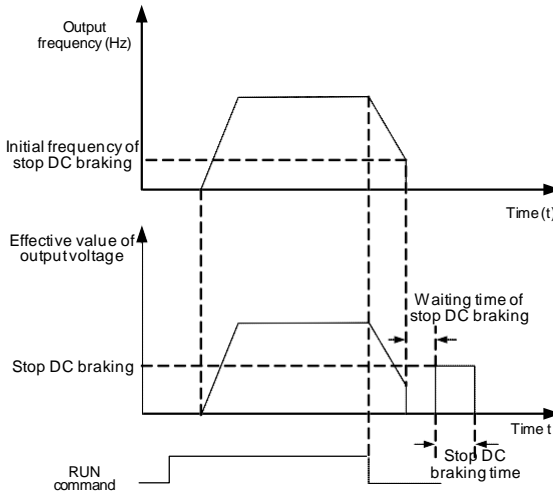 Output
frequency (Hz)
Initial frequency of
stop DC braking
Time (t)
Effective value of
output voltage
Waiting time of
stop DC braking
Stop DC braking
Time t
Stop DC
braking time
RUN
command